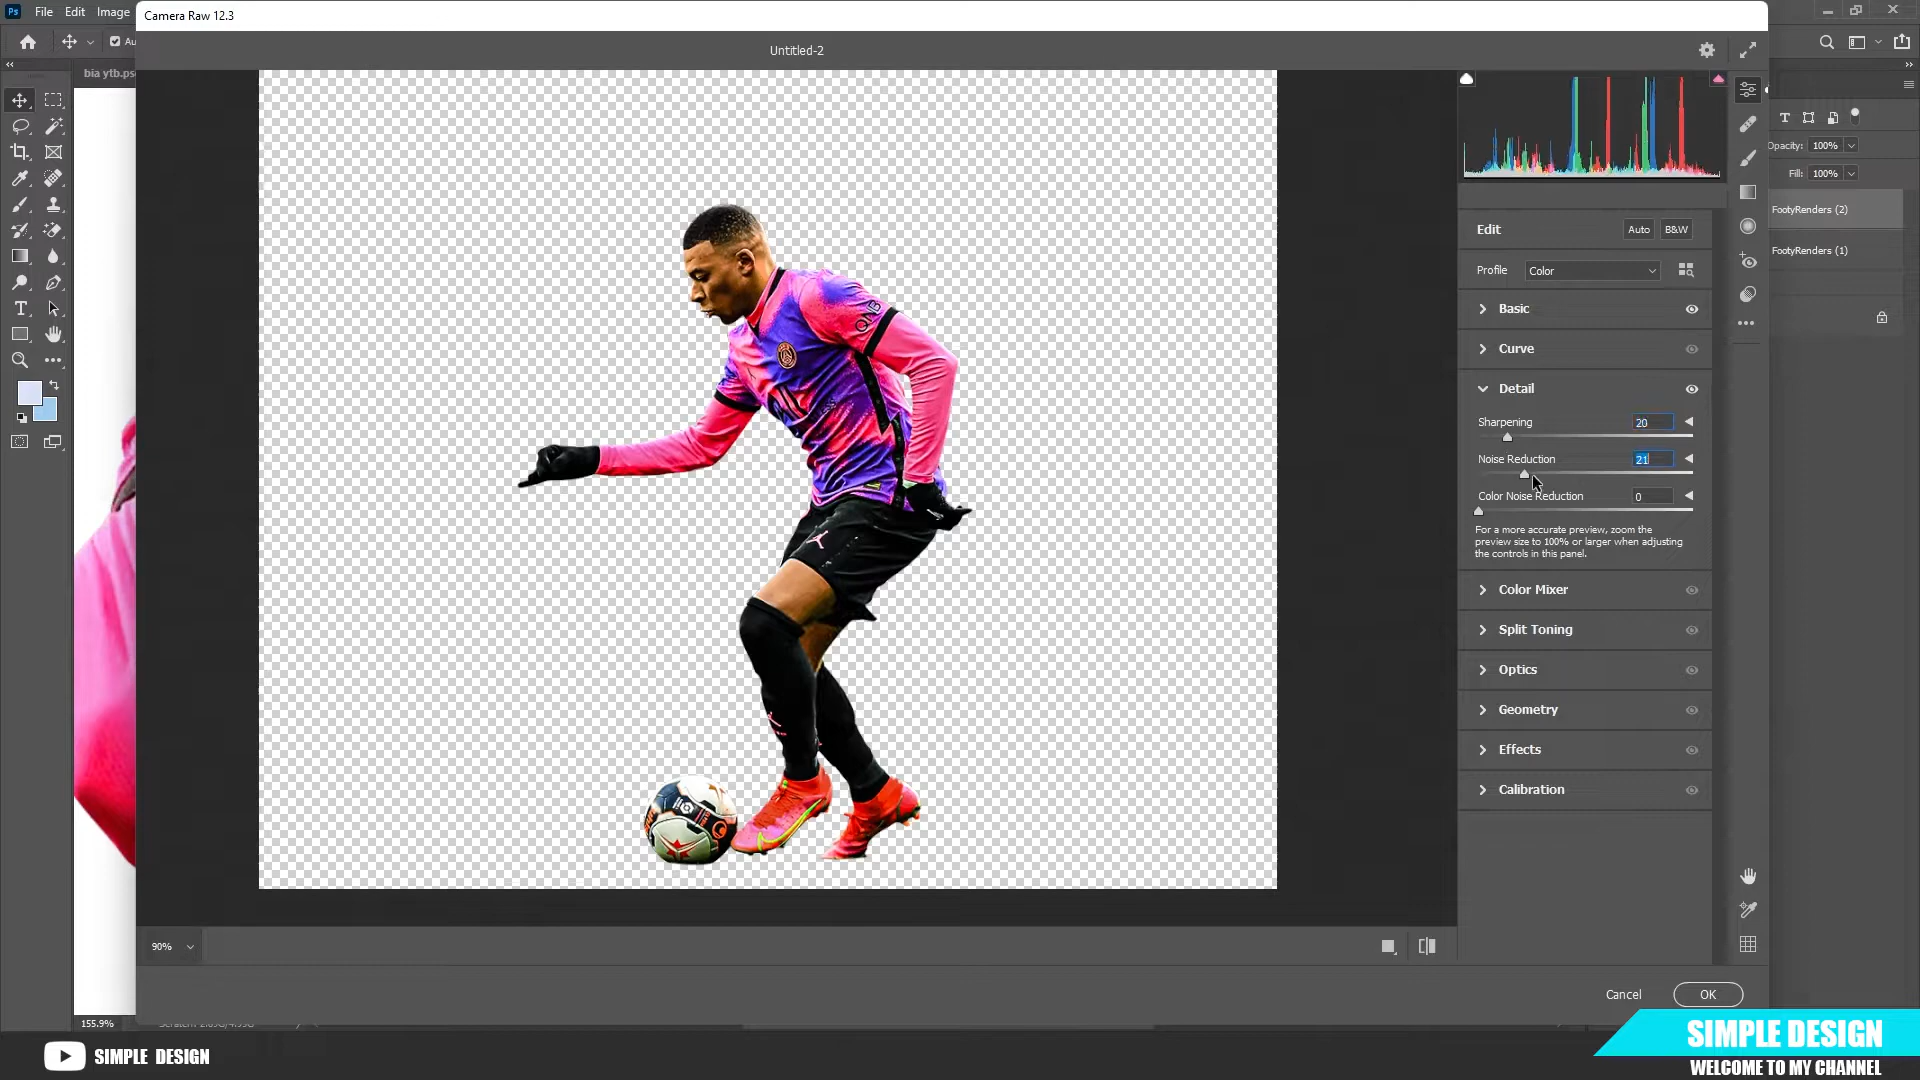 Ps File Edit Image
Camera Raw 12.3
Untitled-2
Au
bia ytb.ps
T
Opacity: 100%
Fill: 100%
FootyRenders (2)
FootyRenders (1)
Edit Auto B&W
Profile Color
Basic
Curve
Detail
Sharpening 20
Noise Reduction 21
Color Noise Reduction 0
For a more accurate preview, zoom the
preview size to 100% or larger when adjusting
the controls in this panel.
Color Mixer
Split Toning
Optics
Geometry
Effects
Calibration
90%
Cancel OK
155.9%
SIMPLE DESIGN
SIMPLE DESIGN
WELCOME TO MY CHANNEL